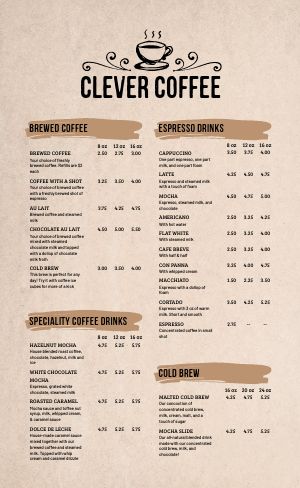 CLEVER COFFEE
BREWED COFFEE
8 oz 12 oz 16 oz
BREWED COFFEE 2.50 2.75 3.00
Your choice of freshly
brewed coffee. Refills are $2
each
COFFEE WITH A SHOT 3.25 3.50 4.00
Your choice of brewed coffee
with a freshly brewed shot of
espresso
AU LAIT 3.75 4.25 4.75
Brewed coffee and steamed
milk
CHOCOLATE AU LAIT 4.50 5.00 5.50
Your choice of brewed coffee
mixed with steamed
chocolate milk and topped
with a dollop of chocolate
milk froth
COLD BREW 3.00 3.50 4.00
This brew is perfect for any
day! Try it with coffee ice
cubes for more of a kick
SPECIALITY COFFEE DRINKS
8 oz 12 oz 16 oz
HAZELNUT MOCHA 4.75 5.25 5.75
House blended roast coffee,
chocolate, hazelnut, milk and
ice
WHITE CHOCOLATE 4.75 5.25 5.75
MOCHA
Espresso, grated white
chocolate, steamed milk
ROASTED CARAMEL 4.75 5.25 5.75
Mocha sauce and toffee nut
syrup, milk, whipped cream,
& caramel sauce
DOLCE DE LECHE 4.75 5.25 5.75
House-made caramel sauce
mixed together with our
brewed coffee and steamed
milk. Topped with whip
cream and caramel drizzle
ESPRESSO DRINKS
8 oz 12 oz 16 oz
CAPPUCCINO 3.50 3.75 4.00
One part espresso, one part
milk, and one part foam
LATTE 4.25 4.50 4.75
Espresso and steamed milk
with a touch of foam
MOCHA 4.50 4.75 5.00
Espresso, steamed milk, and
chocolate
AMERICANO 2.50 3.25 4.25
With hot water
FLAT WHITE 2.50 3.25 4.00
With steamed milk
CAFE BREVE 2.50 3.25 4.00
With half & half
CON PANNA 3.25 4.00 4.75
With whipped cream
MACCHIATO 1.50 2.25 3.50
Espresso with a dollop of
foam
CORTADO 3.50 4.25 5.25
Espresso with 2 oz of warm
milk. Short and smooth
ESPRESSO 2.75 -- --
Concentrated coffee in small
shot
COLD BREW
16 oz 20 oz 24 oz
MALTED COLD BREW 4.25 4.75 5.25
Our concoction of
concentrated cold brew,
milk, cream, malt, and a
touch of sugar
MOCHA SLIDE 4.25 4.75 5.75
Our all-natural blended drink
made with our concentrated
cold brew, milk, and
chocolate!